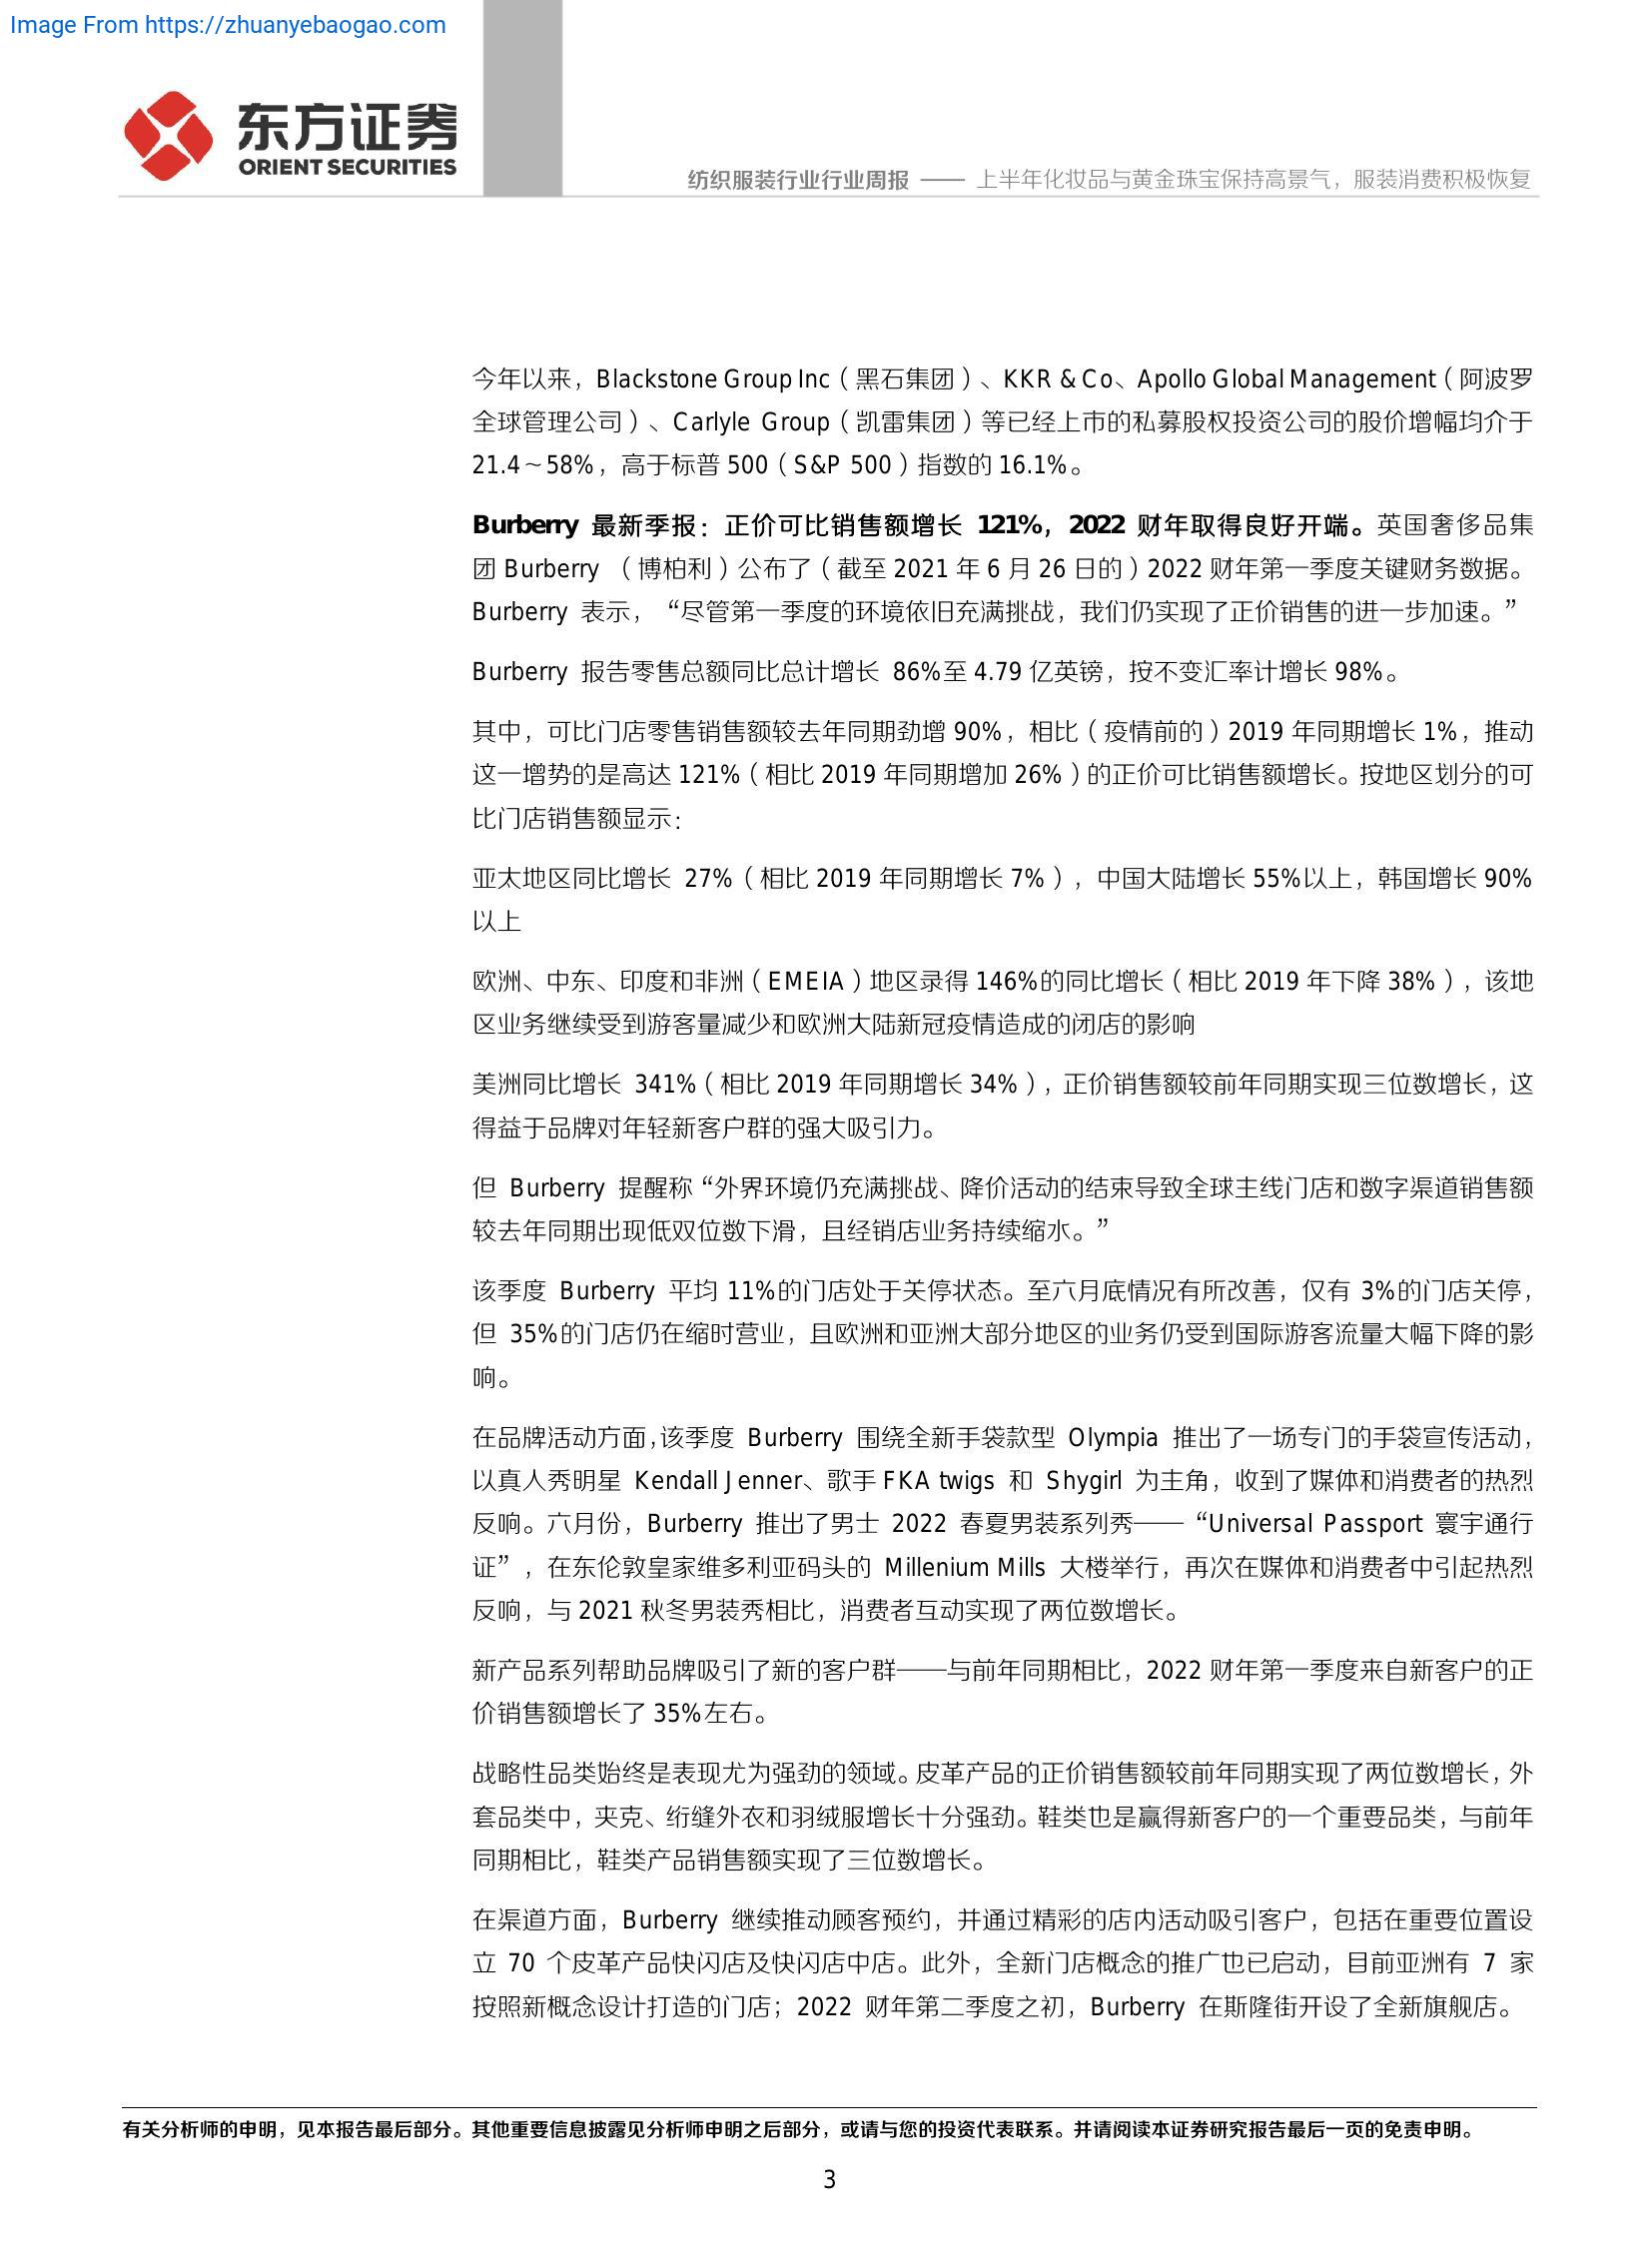 Image From https://zhuanyebaogao.com
东方证券
ORIENT SECURITIES
纺织服装行业行业周报 —— 上半年化妆品与黄金珠宝保持高景气，服装消费积极恢复
今年以来，Blackstone Group Inc（黑石集团）、KKR & Co、Apollo Global Management（阿波罗
全球管理公司）、Carlyle Group（凯雷集团）等已经上市的私募股权投资公司的股价增幅均介于
21.4～58%，高于标普 500（S&P 500）指数的 16.1%。
Burberry 最新季报：正价可比销售额增长 121%，2022 财年取得良好开端。英国奢侈品集
团 Burberry （博柏利）公布了（截至 2021 年 6 月 26 日的）2022 财年第一季度关键财务数据。
Burberry 表示，“尽管第一季度的环境依旧充满挑战，我们仍实现了正价销售的进一步加速。”
Burberry 报告零售总额同比总计增长 86%至 4.79 亿英镑，按不变汇率计增长 98%。
其中，可比门店零售销售额较去年同期劲增 90%，相比（疫情前的）2019 年同期增长 1%，推动
这一增势的是高达 121%（相比 2019 年同期增加 26%）的正价可比销售额增长。按地区划分的可
比门店销售额显示：
亚太地区同比增长 27%（相比 2019 年同期增长 7%），中国大陆增长 55%以上，韩国增长 90%
以上
欧洲、中东、印度和非洲（EMEIA）地区录得 146%的同比增长（相比 2019 年下降 38%），该地
区业务继续受到游客量减少和欧洲大陆新冠疫情造成的闭店的影响
美洲同比增长 341%（相比 2019 年同期增长 34%），正价销售额较前年同期实现三位数增长，这
得益于品牌对年轻新客户群的强大吸引力。
但 Burberry 提醒称“外界环境仍充满挑战、降价活动的结束导致全球主线门店和数字渠道销售额
较去年同期出现低双位数下滑，且经销店业务持续缩水。”
该季度 Burberry 平均 11%的门店处于关停状态。至六月底情况有所改善，仅有 3%的门店关停，
但 35%的门店仍在缩时营业，且欧洲和亚洲大部分地区的业务仍受到国际游客流量大幅下降的影
响。
在品牌活动方面，该季度 Burberry 围绕全新手袋款型 Olympia 推出了一场专门的手袋宣传活动，
以真人秀明星 Kendall Jenner、歌手 FKA twigs 和 Shygirl 为主角，收到了媒体和消费者的热烈
反响。六月份，Burberry 推出了男士 2022 春夏男装系列秀——“Universal Passport 寰宇通行
证”，在东伦敦皇家维多利亚码头的 Millenium Mills 大楼举行，再次在媒体和消费者中引起热烈
反响，与 2021 秋冬男装秀相比，消费者互动实现了两位数增长。
新产品系列帮助品牌吸引了新的客户群——与前年同期相比，2022 财年第一季度来自新客户的正
价销售额增长了 35%左右。
战略性品类始终是表现尤为强劲的领域。皮革产品的正价销售额较前年同期实现了两位数增长，外
套品类中，夹克、绗缝外衣和羽绒服增长十分强劲。鞋类也是赢得新客户的一个重要品类，与前年
同期相比，鞋类产品销售额实现了三位数增长。
在渠道方面，Burberry 继续推动顾客预约，并通过精彩的店内活动吸引客户，包括在重要位置设
立 70 个皮革产品快闪店及快闪店中店。此外，全新门店概念的推广也已启动，目前亚洲有 7 家
按照新概念设计打造的门店；2022 财年第二季度之初，Burberry 在斯隆街开设了全新旗舰店。
有关分析师的申明，见本报告最后部分。其他重要信息披露见分析师申明之后部分，或请与您的投资代表联系。并请阅读本证券研究报告最后一页的免责申明。
3